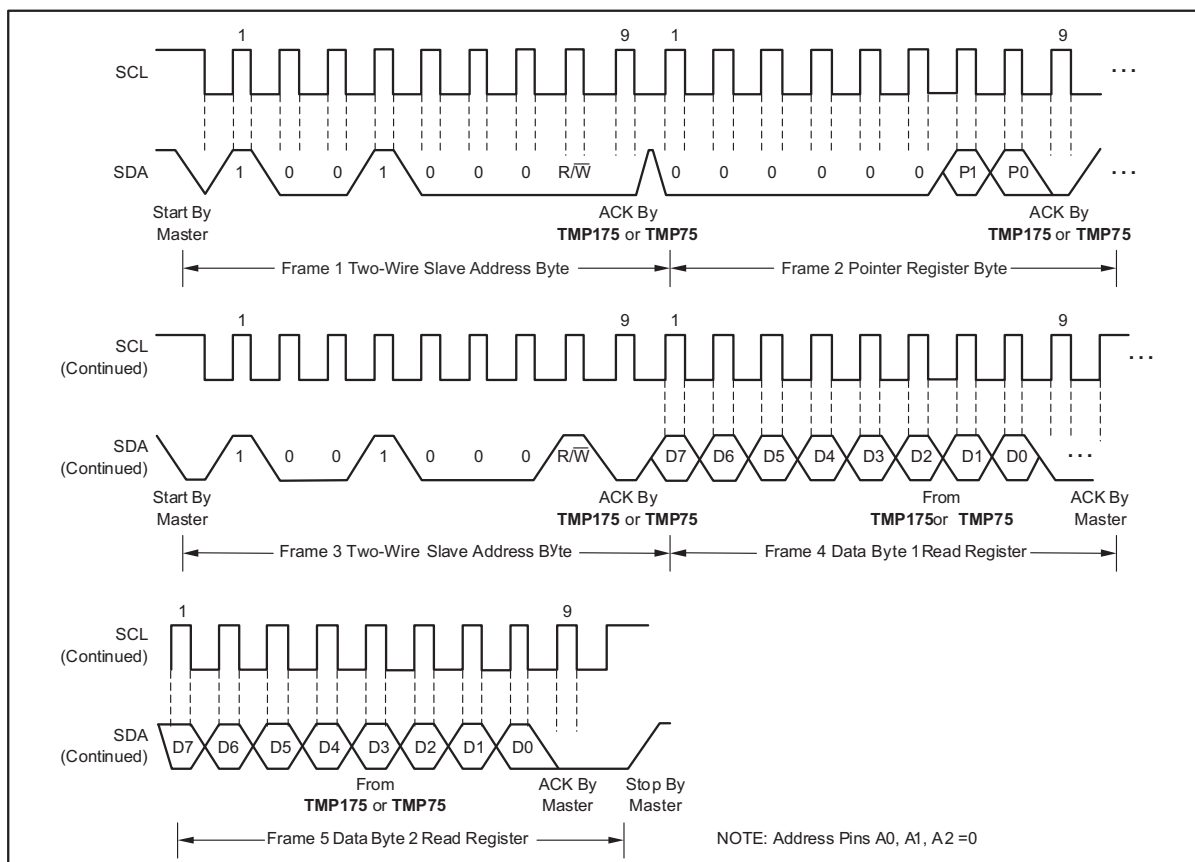 1 9 1 9
SCL ...
SDA 1 0 0 1 0 0 0 R/W̅ 0 0 0 0 0 0 P1 P0 ...
Start By ACK By ACK By
Master TMP175 or TMP75 TMP175 or TMP75
Frame 1 Two-Wire Slave Address Byte Frame 2 Pointer Register Byte
1 9 1 9
SCL
(Continued) ...
SDA
(Continued) 1 0 0 1 0 0 0 R/W̅ D7 D6 D5 D4 D3 D2 D1 D0 ...
Start By ACK By From ACK By
Master TMP175 or TMP75 TMP175or TMP75 Master
Frame 3 Two-Wire Slave Address Byte Frame 4 Data Byte 1 Read Register
1 9
SCL
(Continued)
SDA
(Continued) D7 D6 D5 D4 D3 D2 D1 D0
From ACK By Stop By
TMP175 or TMP75 Master Master
Frame 5 Data Byte 2 Read Register NOTE: Address Pins A0, A1, A2 =0